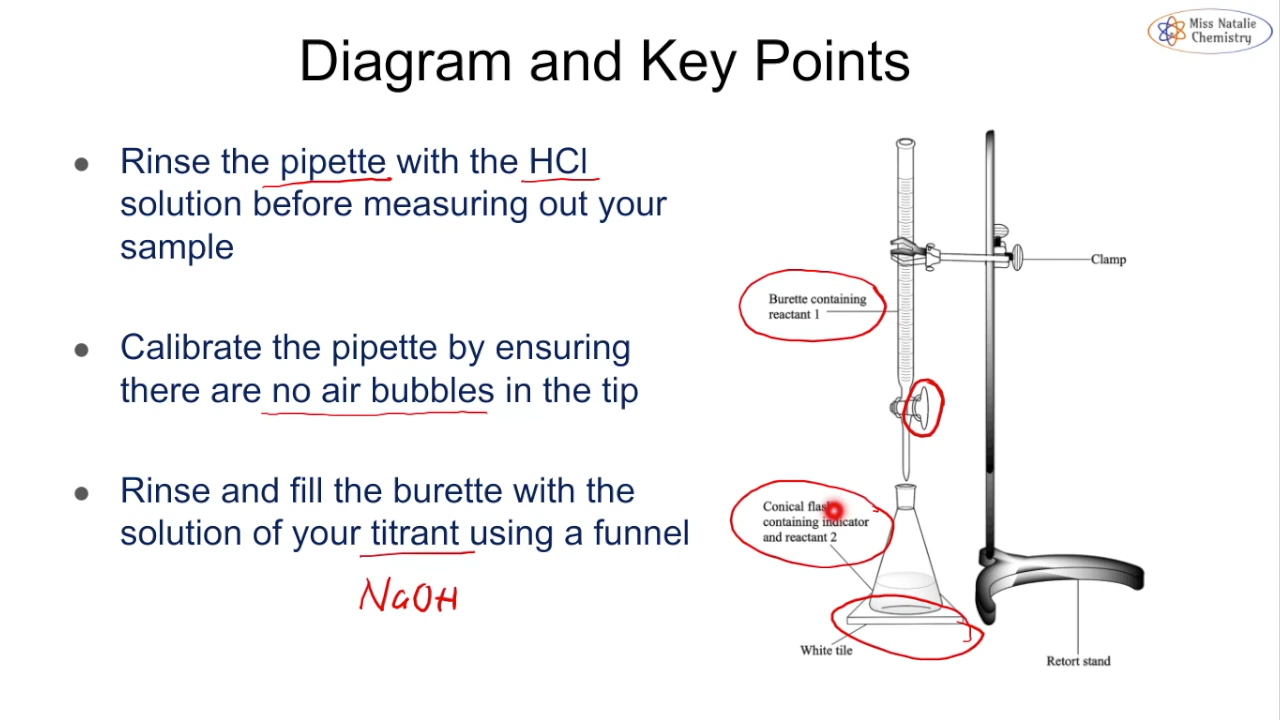 Miss Natalie
Chemistry
Diagram and Key Points
● Rinse the pipette with the HCl
solution before measuring out your
sample
● Calibrate the pipette by ensuring
there are no air bubbles in the tip
● Rinse and fill the burette with the
solution of your titrant using a funnel
NaOH
Clamp
Burette containing
reactant 1
Conical flask
containing indicator
and reactant 2
White tile
Retort stand